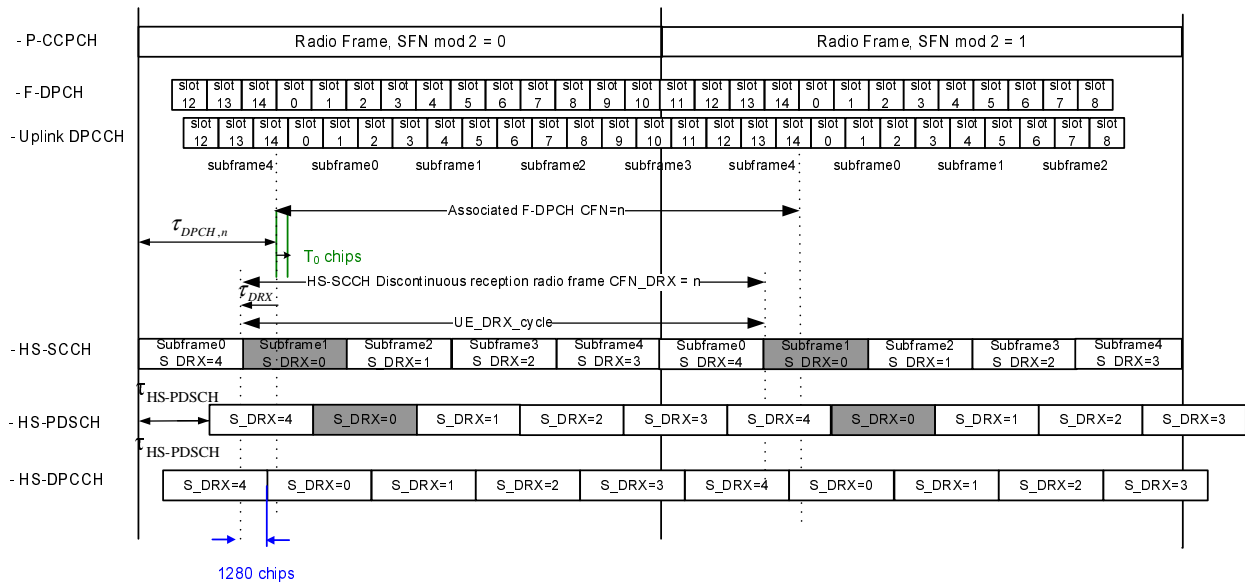 - P-CCPCH
Radio Frame, SFN mod 2 = 0
Radio Frame, SFN mod 2 = 1
- F-DPCH
slot 12 slot 13 slot 14 slot 0 slot 1 slot 2 slot 3 slot 4 slot 5 slot 6 slot 7 slot 8 slot 9 slot 10 slot 11 slot 12 slot 13 slot 14 slot 0 slot 1 slot 2 slot 3 slot 4 slot 5 slot 6 slot 7 slot 8
- Uplink DPCCH
slot 12 slot 13 slot 14 slot 0 slot 1 slot 2 slot 3 slot 4 slot 5 slot 6 slot 7 slot 8 slot 9 slot 10 slot 11 slot 12 slot 13 slot 14 slot 0 slot 1 slot 2 slot 3 slot 4 slot 5 slot 6 slot 7 slot 8
subframe4 subframe0 subframe1 subframe2 subframe3 subframe4 subframe0 subframe1 subframe2
Associated F-DPCH CFN=n
τDPCH,n
T0 chips
HS-SCCH Discontinuous reception radio frame CFN_DRX = n
τDRX
UE_DRX_cycle
- HS-SCCH
Subframe0 Subframe1 Subframe2 Subframe3 Subframe4 Subframe0 Subframe1 Subframe2 Subframe3 Subframe4
S_DRX=4 S_DRX=0 S_DRX=1 S_DRX=2 S_DRX=3 S_DRX=4 S_DRX=0 S_DRX=1 S_DRX=2 S_DRX=3
τHS-PDSCH
- HS-PDSCH
S_DRX=4 S_DRX=0 S_DRX=1 S_DRX=2 S_DRX=3 S_DRX=4 S_DRX=0 S_DRX=1 S_DRX=2 S_DRX=3
τHS-PDSCH
- HS-DPCCH
S_DRX=4 S_DRX=0 S_DRX=1 S_DRX=2 S_DRX=3 S_DRX=4 S_DRX=0 S_DRX=1 S_DRX=2 S_DRX=3
1280 chips